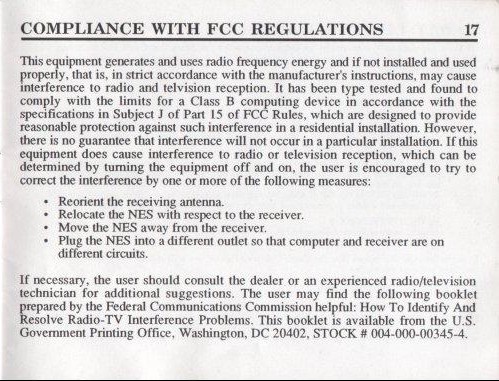 COMPLIANCE WITH FCC REGULATIONS 17
This equipment generates and uses radio frequency energy and if not installed and used
properly, that is, in strict accordance with the manufacturer's instructions, may cause
interference to radio and telvision reception. It has been type tested and found to
comply with the limits for a Class B computing device in accordance with the
specifications in Subject J of Part 15 of FCC Rules, which are designed to provide
reasonable protection against such interference in a residential installation. However,
there is no guarantee that interference will not occur in a particular installation. If this
equipment does cause interference to radio or television reception, which can be
determined by turning the equipment off and on, the user is encouraged to try to
correct the interference by one or more of the following measures:
• Reorient the receiving antenna.
• Relocate the NES with respect to the receiver.
• Move the NES away from the receiver.
• Plug the NES into a different outlet so that computer and receiver are on
different circuits.
If necessary, the user should consult the dealer or an experienced radio/television
technician for additional suggestions. The user may find the following booklet
prepared by the Federal Communications Commission helpful: How To Identify And
Resolve Radio-TV Interference Problems. This booklet is available from the U.S.
Government Printing Office, Washington, DC 20402, STOCK # 004-000-00345-4.